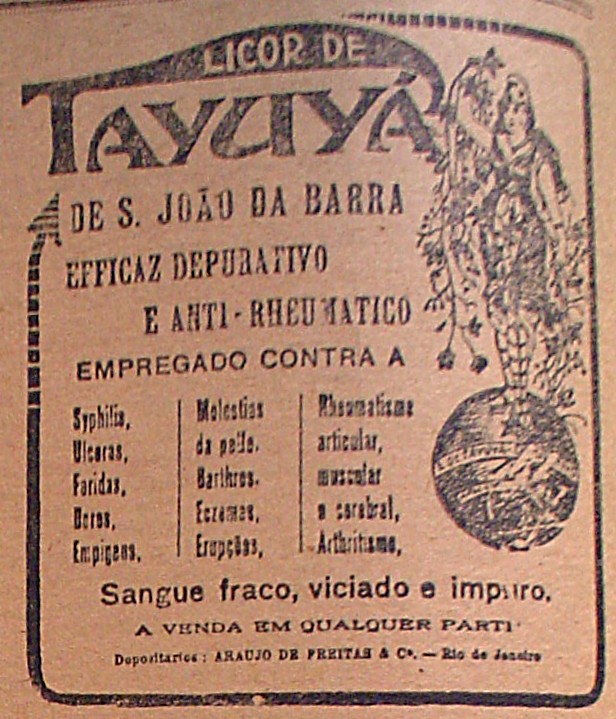 LICOR DE
TAYUYÁ
DE S. JOÃO DA BARRA
EFFICAZ DEPURATIVO
E ANTI-RHEUMATICO
EMPREGADO CONTRA A
Syphilis,
Ulceras,
Feridas,
Dores,
Empigens,
Molestias
da pelle.
Darthros.
Eczemas,
Erupções,
Rheumatismo
articular,
muscular
e cerebral,
Arthritismo,
Sangue fraco, viciado e impuro.
A VENDA EM QUALQUER PARTE
Depositarios: ARAUJO DE FREITAS & Cª. — Rio de Janeiro